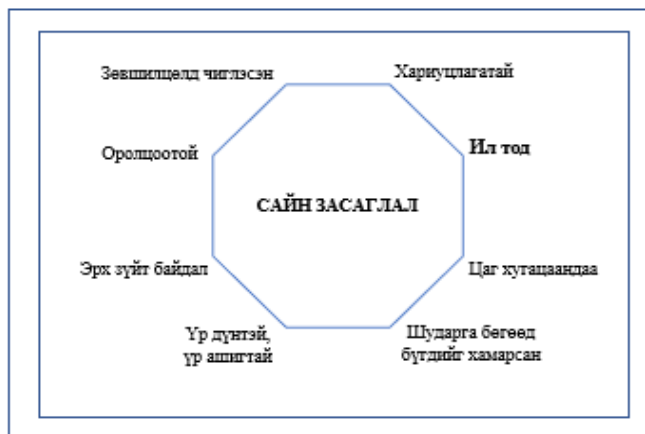 Зөвшилцөлд чиглэсэн
Хариуцлагатай
Оролцоотой
Ил тод
САЙН ЗАСАГЛАЛ
Эрх зүйт байдал
Цаг хугацаандаа
Үр дүнтэй,
үр ашигтай
Шударга бөгөөд
бүгдийг хамарсан